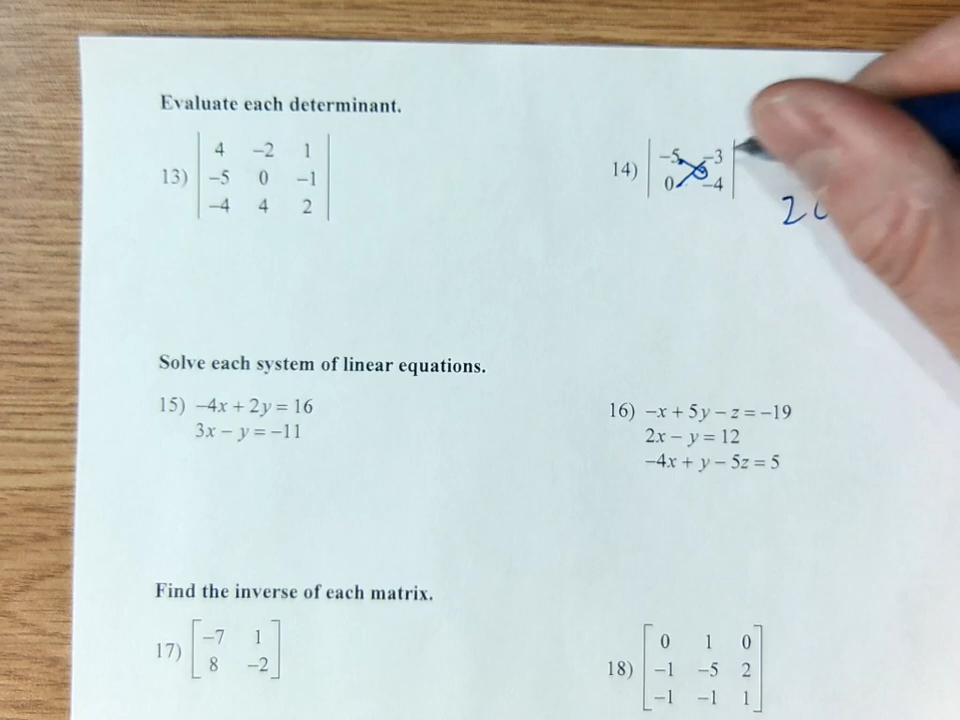 Evaluate each determinant.
13) | 4 −2 1 |
| −5 0 −1 |
| −4 4 2 |
14) | −5 −3 |
| 0 −4 |
Solve each system of linear equations.
15) −4x + 2y = 16
3x − y = −11
16) −x + 5y − z = −19
2x − y = 12
−4x + y − 5z = 5
Find the inverse of each matrix.
17) [ −7 1 ]
[ 8 −2 ]
18) [ 0 1 0 ]
[ −1 −5 2 ]
[ −1 −1 1 ]